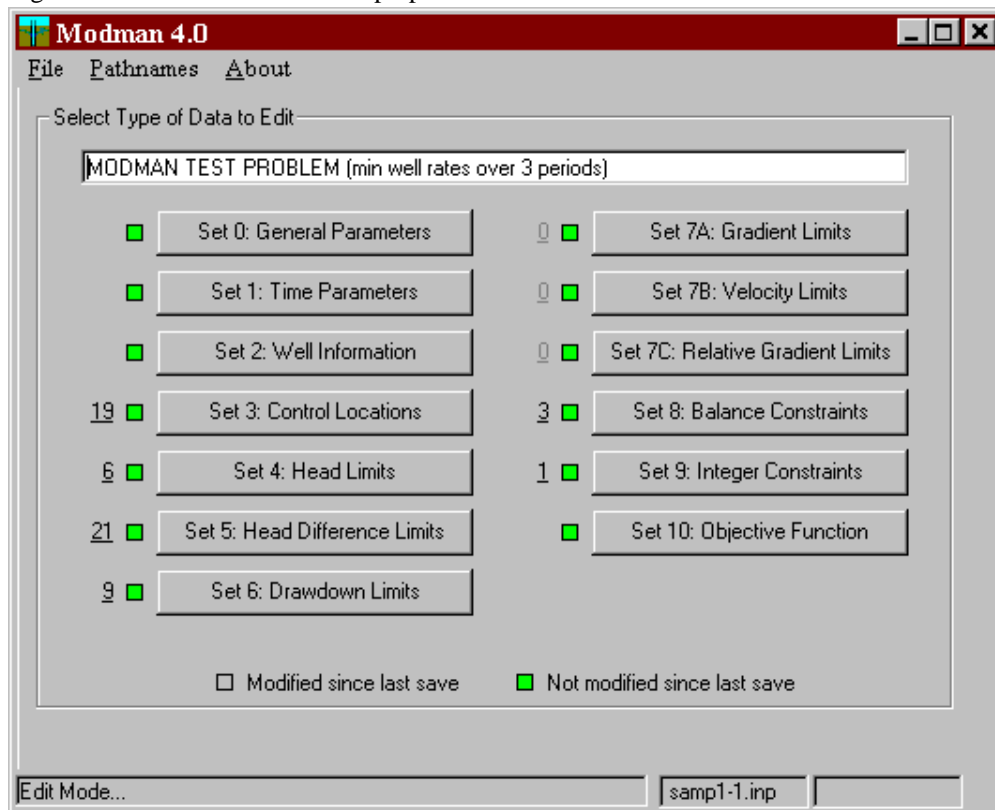 Modman 4.0
File Pathnames About
Select Type of Data to Edit
MODMAN TEST PROBLEM (min well rates over 3 periods)
Set 0: General Parameters
Set 1: Time Parameters
Set 2: Well Information
19 Set 3: Control Locations
6 Set 4: Head Limits
21 Set 5: Head Difference Limits
9 Set 6: Drawdown Limits
0 Set 7A: Gradient Limits
0 Set 7B: Velocity Limits
0 Set 7C: Relative Gradient Limits
3 Set 8: Balance Constraints
1 Set 9: Integer Constraints
Set 10: Objective Function
Modified since last save
Not modified since last save
Edit Mode...
samp1-1.inp